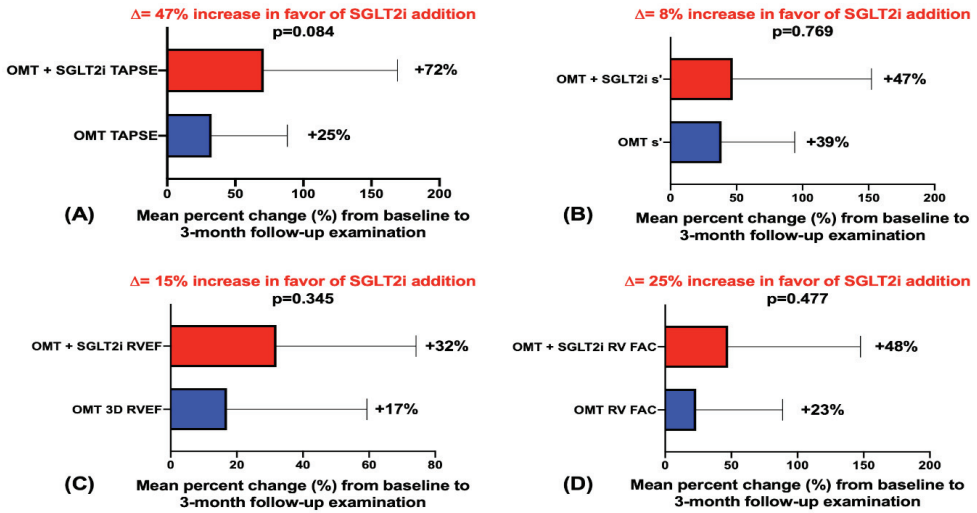 Δ= 47% increase in favor of SGLT2i addition
p=0.084
OMT + SGLT2i TAPSE
+72%
OMT TAPSE
+25%
0 50 100 150 200
(A)
Mean percent change (%) from baseline to
3-month follow-up examination
Δ= 8% increase in favor of SGLT2i addition
p=0.769
OMT + SGLT2i s'
+47%
OMT s'
+39%
0 50 100 150 200
(B)
Mean percent change (%) from baseline to
3-month follow-up examination
Δ= 15% increase in favor of SGLT2i addition
p=0.345
OMT + SGLT2i RVEF
+32%
OMT 3D RVEF
+17%
0 20 40 60 80
(C)
Mean percent change (%) from baseline to
3-month follow-up examination
Δ= 25% increase in favor of SGLT2i addition
p=0.477
OMT + SGLT2i RV FAC
+48%
OMT RV FAC
+23%
0 50 100 150 200
(D)
Mean percent change (%) from baseline to
3-month follow-up examination